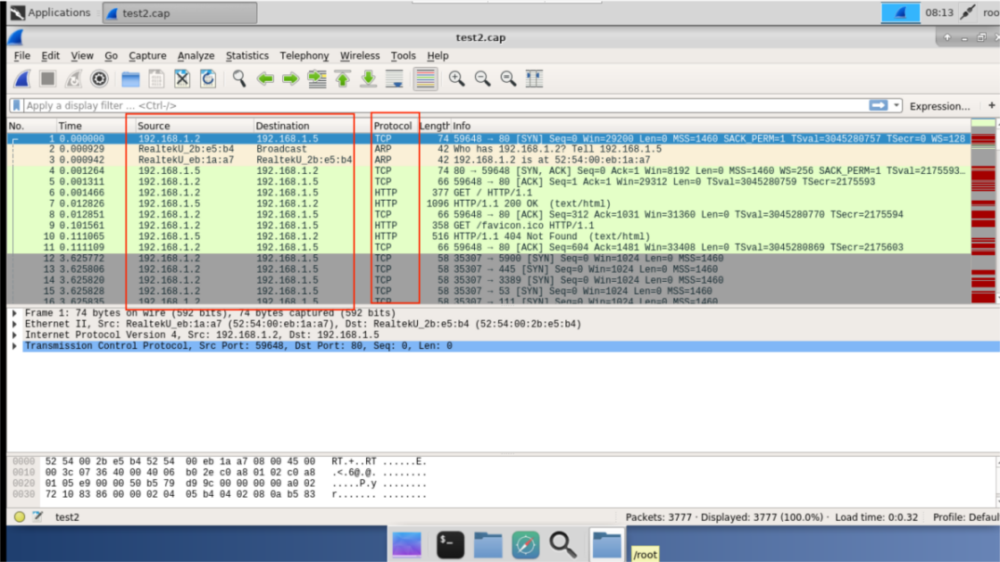 Applications test2.cap 08:13 roo
test2.cap
File Edit View Go Capture Analyze Statistics Telephony Wireless Tools Help
Apply a display filter ... <Ctrl-/> Expression... +
No. Time Source Destination Protocol Length Info
1 0.000000 192.168.1.2 192.168.1.5 TCP 74 59648 → 80 [SYN] Seq=0 Win=29200 Len=0 MSS=1460 SACK_PERM=1 TSval=3045280757 TSecr=0 WS=128
2 0.000929 RealtekU_2b:e5:b4 Broadcast ARP 42 Who has 192.168.1.2? Tell 192.168.1.5
3 0.000942 RealtekU_eb:1a:a7 RealtekU_2b:e5:b4 ARP 42 192.168.1.2 is at 52:54:00:eb:1a:a7
4 0.001264 192.168.1.5 192.168.1.2 TCP 74 80 → 59648 [SYN, ACK] Seq=0 Ack=1 Win=8192 Len=0 MSS=1460 WS=256 SACK_PERM=1 TSval=2175593…
5 0.001311 192.168.1.2 192.168.1.5 TCP 66 59648 → 80 [ACK] Seq=1 Ack=1 Win=29312 Len=0 TSval=3045280759 TSecr=2175593
6 0.001466 192.168.1.2 192.168.1.5 HTTP 377 GET / HTTP/1.1
7 0.012826 192.168.1.5 192.168.1.2 HTTP 1096 HTTP/1.1 200 OK (text/html)
8 0.012851 192.168.1.2 192.168.1.5 TCP 66 59648 → 80 [ACK] Seq=312 Ack=1031 Win=31360 Len=0 TSval=3045280770 TSecr=2175594
9 0.101561 192.168.1.2 192.168.1.5 HTTP 358 GET /favicon.ico HTTP/1.1
10 0.111065 192.168.1.5 192.168.1.2 HTTP 516 HTTP/1.1 404 Not Found (text/html)
11 0.111109 192.168.1.2 192.168.1.5 TCP 66 59648 → 80 [ACK] Seq=604 Ack=1481 Win=33408 Len=0 TSval=3045280869 TSecr=2175603
12 3.625772 192.168.1.2 192.168.1.5 TCP 58 35307 → 5900 [SYN] Seq=0 Win=1024 Len=0 MSS=1460
13 3.625806 192.168.1.2 192.168.1.5 TCP 58 35307 → 445 [SYN] Seq=0 Win=1024 Len=0 MSS=1460
14 3.625820 192.168.1.2 192.168.1.5 TCP 58 35307 → 3389 [SYN] Seq=0 Win=1024 Len=0 MSS=1460
15 3.625828 192.168.1.2 192.168.1.5 TCP 58 35307 → 53 [SYN] Seq=0 Win=1024 Len=0 MSS=1460
16 3.625835 192.168.1.2 192.168.1.5 TCP 58 35307 → 111 [SYN] Seq=0 Win=1024 Len=0 MSS=1460
Frame 1: 74 bytes on wire (592 bits), 74 bytes captured (592 bits)
Ethernet II, Src: RealtekU_eb:1a:a7 (52:54:00:eb:1a:a7), Dst: RealtekU_2b:e5:b4 (52:54:00:2b:e5:b4)
Internet Protocol Version 4, Src: 192.168.1.2, Dst: 192.168.1.5
Transmission Control Protocol, Src Port: 59648, Dst Port: 80, Seq: 0, Len: 0
0000 52 54 00 2b e5 b4 52 54 00 eb 1a a7 08 00 45 00 RT.+..RT ......E.
0010 00 3c 07 36 40 00 40 06 b0 2e c0 a8 01 02 c0 a8 .<.6@.@. ........
0020 01 05 e9 00 00 50 b5 79 d9 9c 00 00 00 00 a0 02 .....P.y ........
0030 72 10 83 86 00 00 02 04 05 b4 04 02 08 0a b5 83 r....... ........
test2 Packets: 3777 · Displayed: 3777 (100.0%) · Load time: 0:0.32 Profile: Defaul
/root